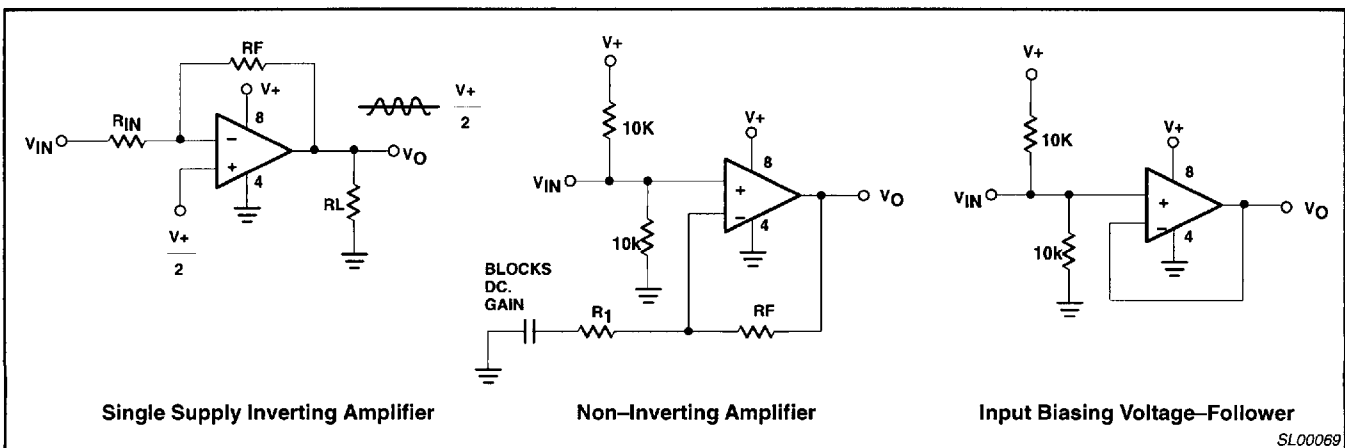 RF
V+
8
RIN
VIN
−
+
4
VO
RL
V+
2
V+
2
V+
10K
V+
8
VIN
+
−
4
VO
10k
BLOCKS
DC.
GAIN
R1
RF
V+
10K
V+
8
VIN
+
−
4
VO
10k
Single Supply Inverting Amplifier
Non–Inverting Amplifier
Input Biasing Voltage–Follower
SL00069